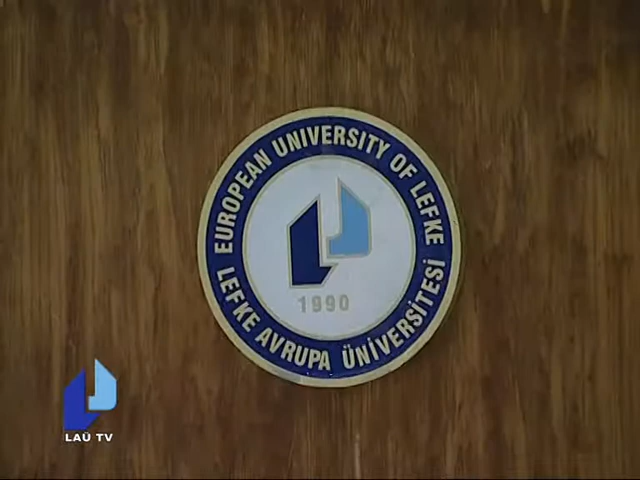 EUROPEAN UNIVERSITY OF LEFKE
1990
LEFKE AVRUPA ÜNİVERSİTESİ
LAÜ TV